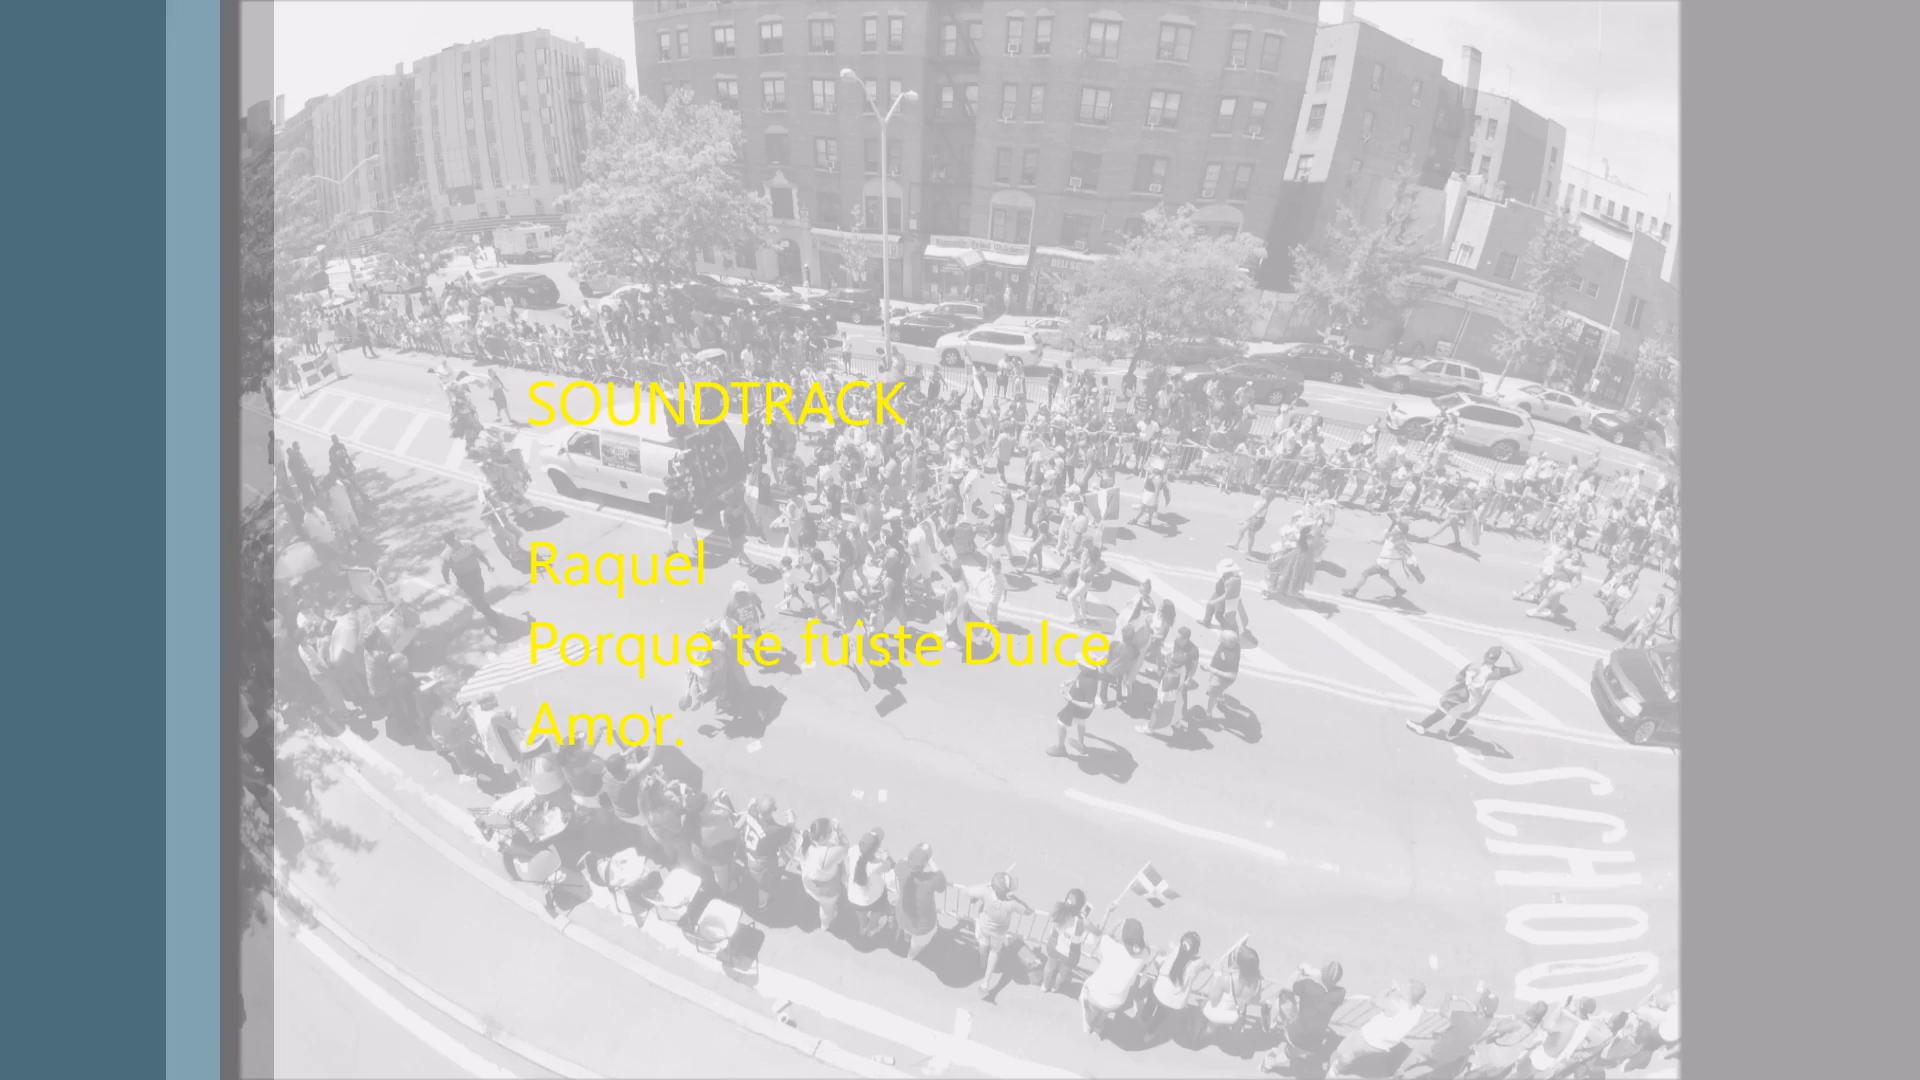 SOUNDTRACK
Raquel
Porque te fuiste Dulce
Amor.
SCHOO